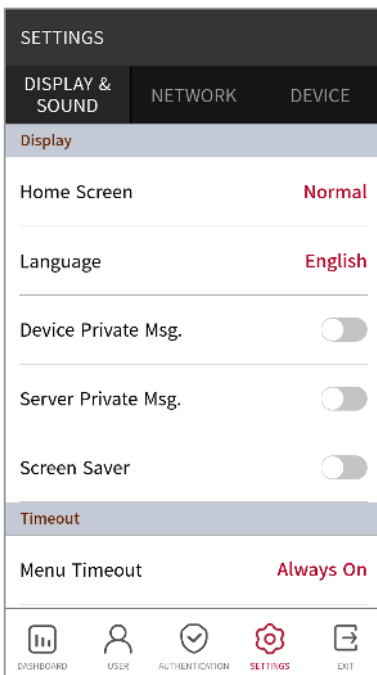 SETTINGS
DISPLAY &
SOUND
NETWORK
DEVICE
Display
Home Screen Normal
Language English
Device Private Msg.
Server Private Msg.
Screen Saver
Timeout
Menu Timeout Always On
DASHBOARD USER AUTHENTICATION SETTINGS EXIT